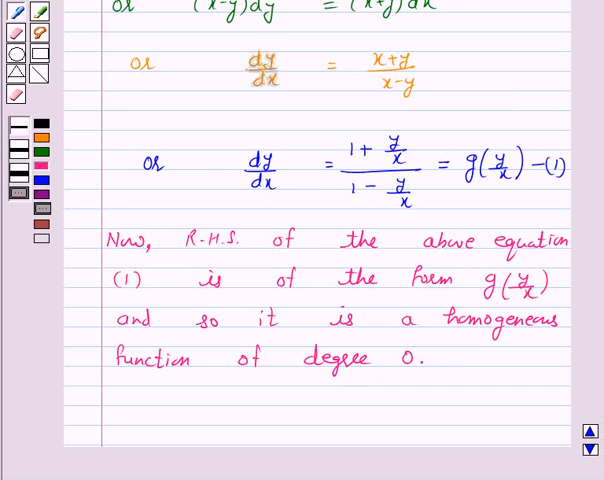 or (x-y)dy = (x+y)dx
or dy/dx = x+y/x-y
or dy/dx = 1 + y/x / 1 - y/x = g(y/x) - (1)
Now, R.H.S. of the above equation
(1) is of the form g(y/x)
and so it is a homogeneous
function of degree 0.